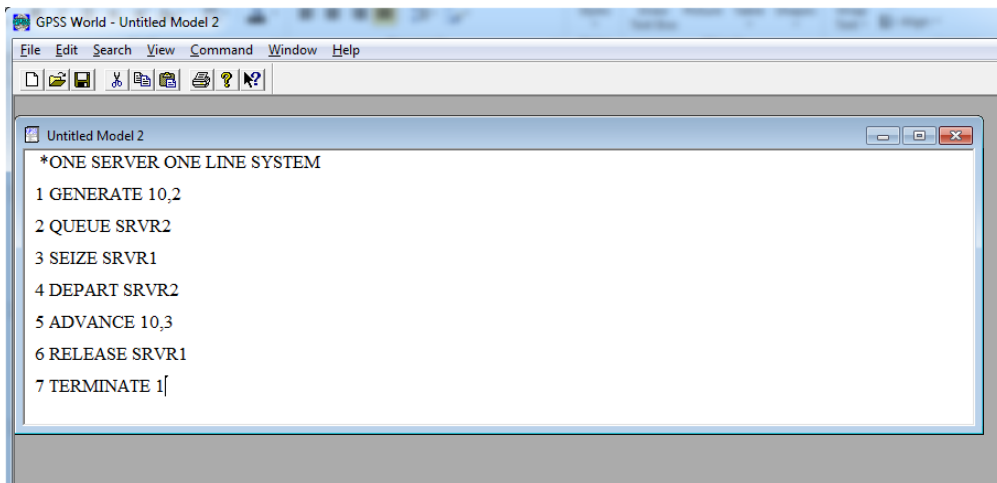 GPSS World - Untitled Model 2
File Edit Search View Command Window Help
Untitled Model 2
*ONE SERVER ONE LINE SYSTEM
1 GENERATE 10,2
2 QUEUE SRVR2
3 SEIZE SRVR1
4 DEPART SRVR2
5 ADVANCE 10,3
6 RELEASE SRVR1
7 TERMINATE 1